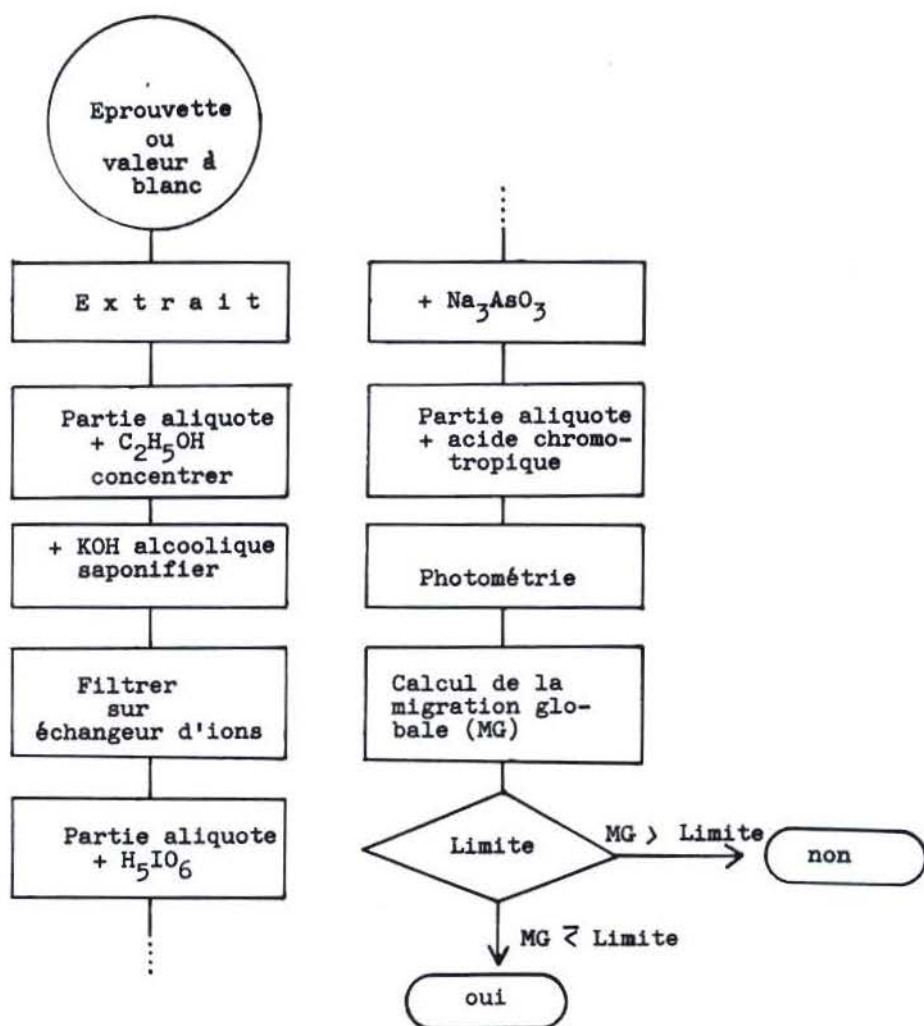 Eprouvette
ou
valeur à
blanc
Extrait
Partie aliquote
+ C₂H₅OH
concentrer
+ KOH alcoolique
saponifier
Filtrer
sur
échangeur d'ions
Partie aliquote
+ H₅IO₆
+ Na₃AsO₃
Partie aliquote
+ acide chromo-
tropique
Photométrie
Calcul de la
migration glo-
bale (MG)
Limite
MG > Limite
non
MG ⋜ Limite
oui